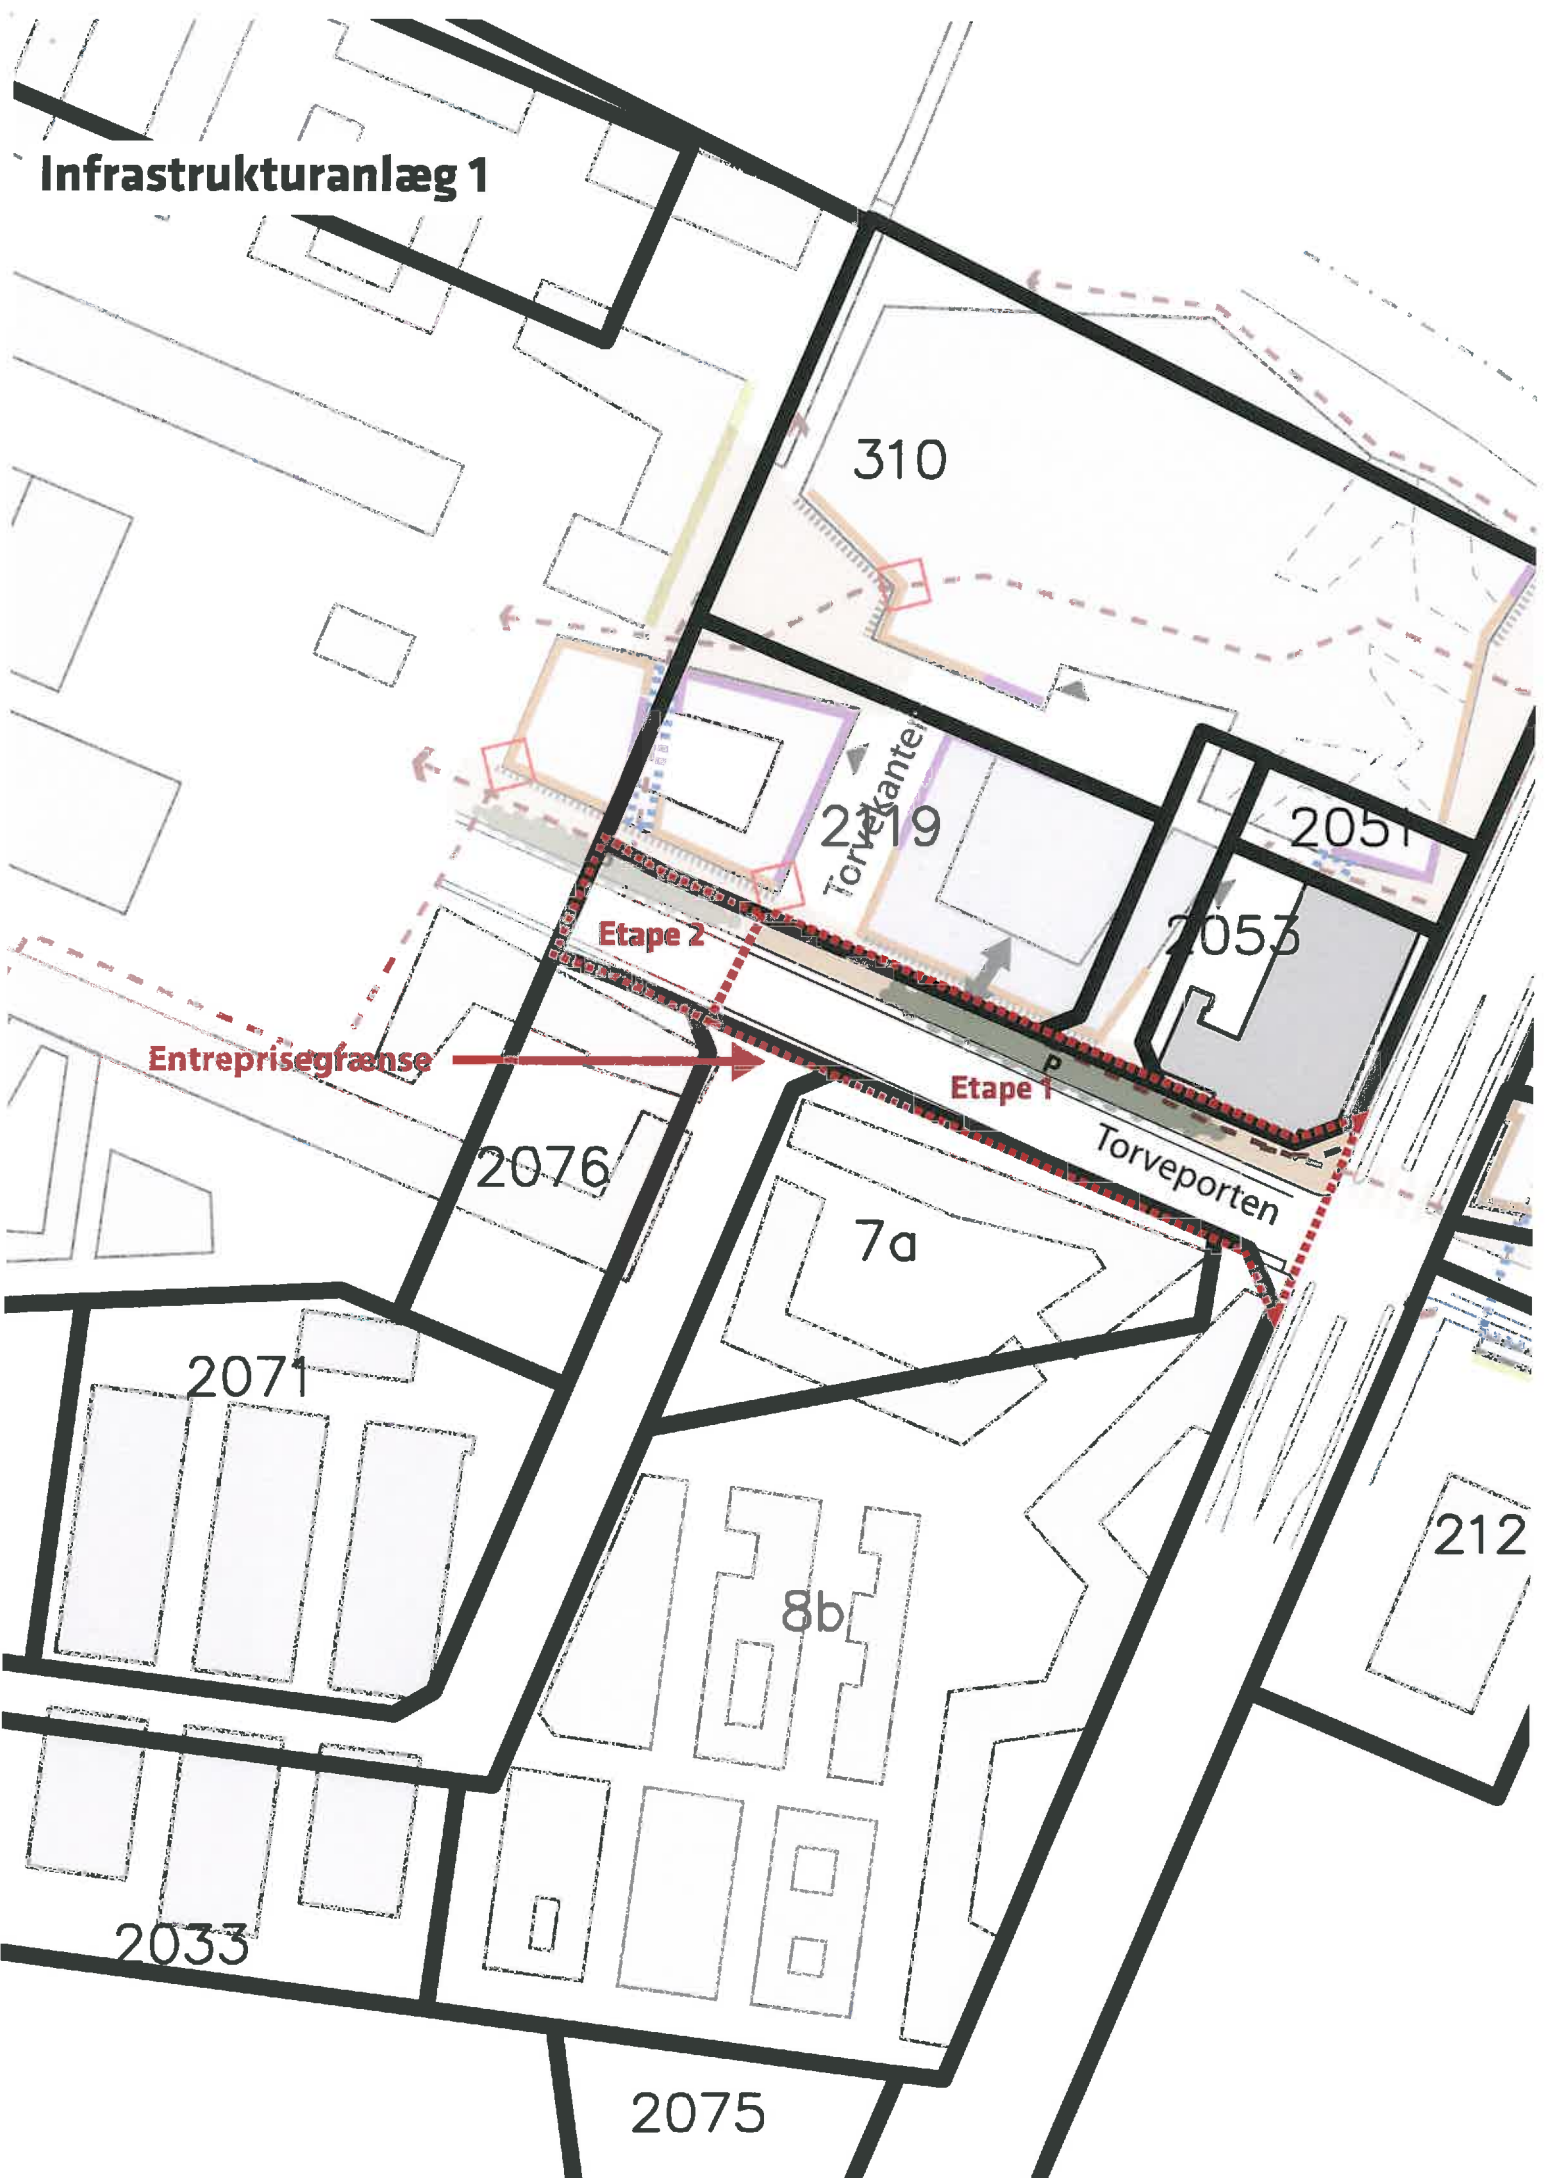 Infrastrukturanlæg 1
310
Torvekanten
2119
2051
2053
Etape 2
Entreprisegrænse
P
Etape 1
Torveporten
2076
7a
2071
212
8b
2033
2075